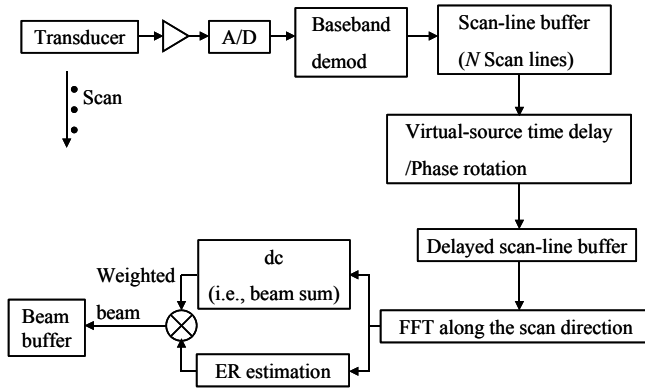 Transducer
A/D
Baseband
demod
Scan-line buffer
(N Scan lines)
Scan
Virtual-source time delay
/Phase rotation
Delayed scan-line buffer
FFT along the scan direction
dc
(i.e., beam sum)
Weighted
beam
Beam
buffer
ER estimation